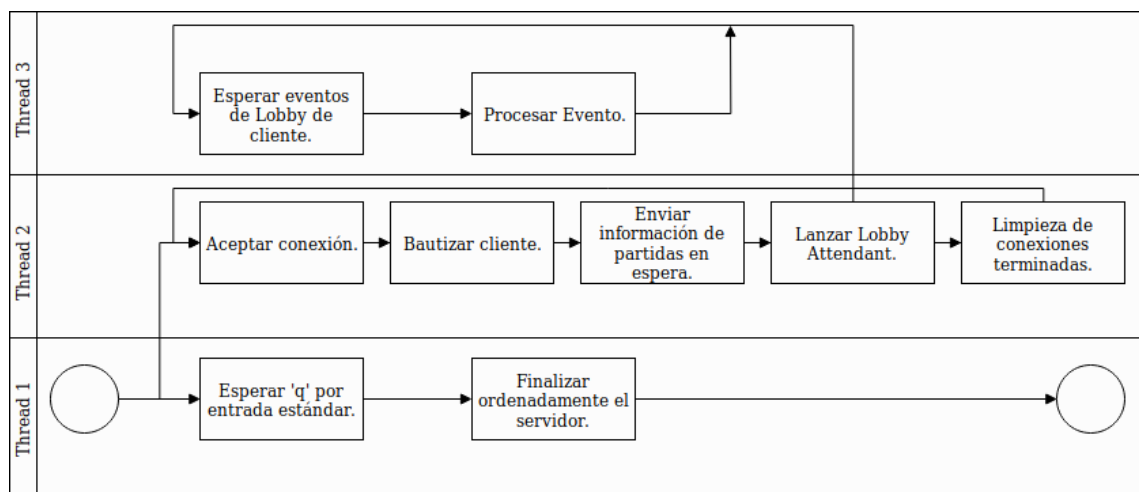 Thread 3
Esperar eventos
de Lobby de
cliente.
Procesar Evento.
Thread 2
Aceptar conexión.
Bautizar cliente.
Enviar
información de
partidas en
espera.
Lanzar Lobby
Attendant.
Limpieza de
conexiones
terminadas.
Thread 1
Esperar 'q' por
entrada estándar.
Finalizar
ordenadamente el
servidor.